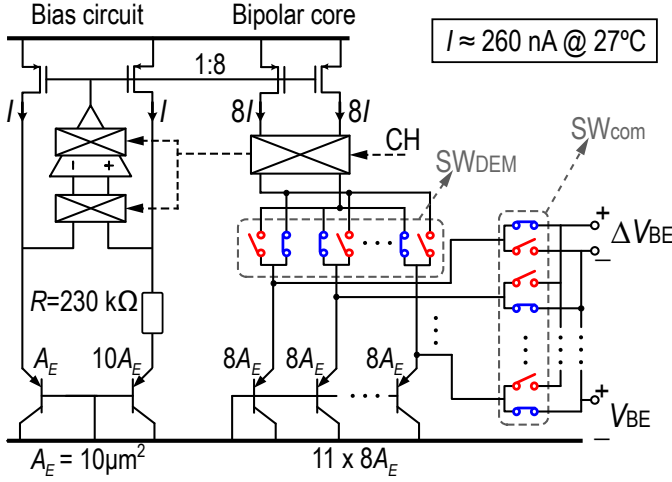 Bias circuit
Bipolar core
I ≈ 260 nA @ 27ºC
1:8
I
I
8I
8I
CH
SWDEM
SWcom
− +
+
ΔVBE
−
R=230 kΩ
AE
10AE
8AE
8AE
8AE
+
VBE
−
AE = 10µm²
11 x 8AE